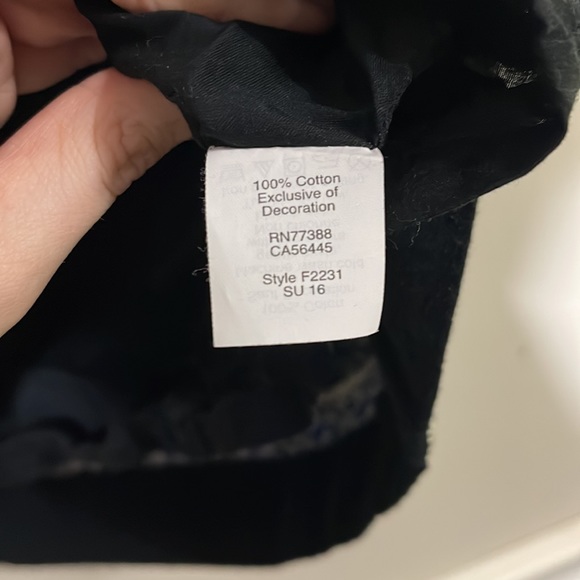 100% Cotton
Exclusive of
Decoration
RN77388
CA56445
Style F2231
SU 16